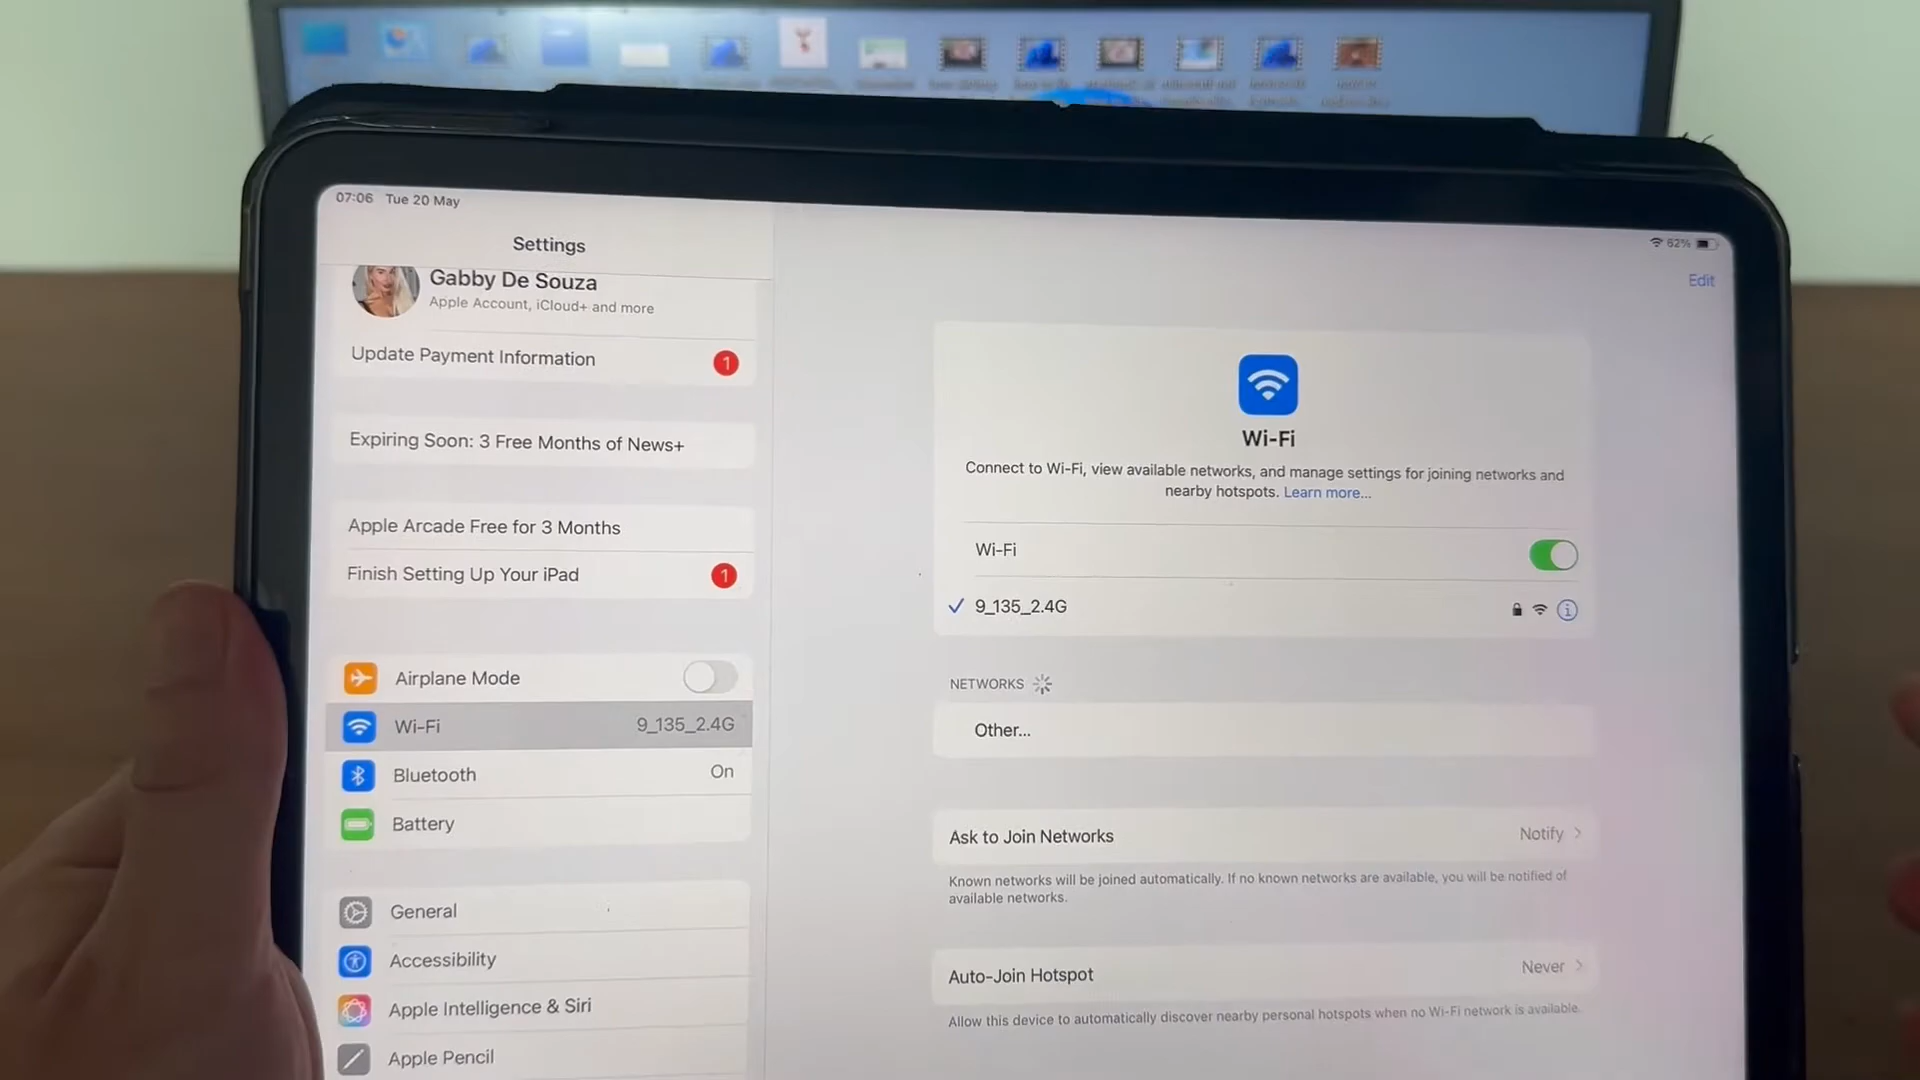 07:06 Tue 20 May
62%
Settings
Edit
Gabby De Souza
Apple Account, iCloud+ and more
Update Payment Information 1
Expiring Soon: 3 Free Months of News+
Apple Arcade Free for 3 Months
Finish Setting Up Your iPad 1
Airplane Mode
Wi-Fi 9_135_2.4G
Bluetooth On
Battery
General
Accessibility
Apple Intelligence & Siri
Apple Pencil
Wi-Fi
Connect to Wi-Fi, view available networks, and manage settings for joining networks and
nearby hotspots. Learn more...
Wi-Fi
9_135_2.4G
NETWORKS
Other...
Ask to Join Networks Notify
Known networks will be joined automatically. If no known networks are available, you will be notified of
available networks.
Auto-Join Hotspot Never
Allow this device to automatically discover nearby personal hotspots when no Wi-Fi network is available.